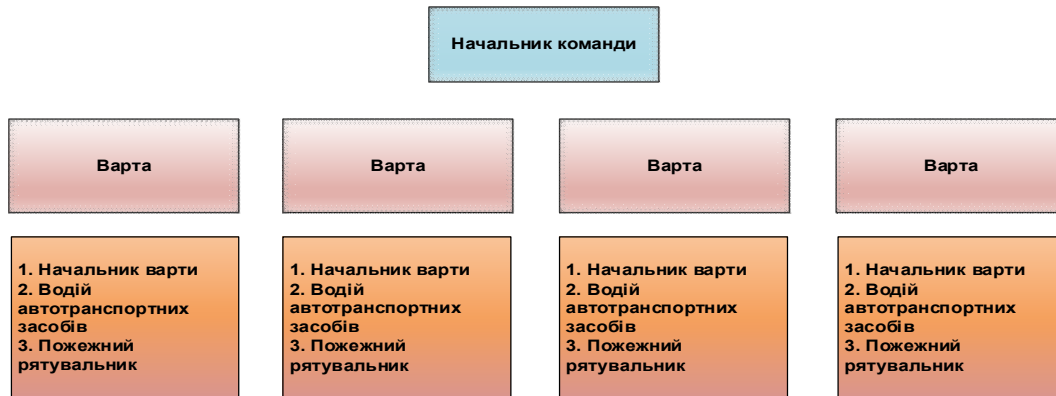 Начальник команди
Варта
Варта
Варта
Варта
1. Начальник варти
2. Водій
автотранспортних
засобів
3. Пожежний
рятувальник
1. Начальник варти
2. Водій
автотранспортних
засобів
3. Пожежний
рятувальник
1. Начальник варти
2. Водій
автотранспортних
засобів
3. Пожежний
рятувальник
1. Начальник варти
2. Водій
автотранспортних
засобів
3. Пожежний
рятувальник